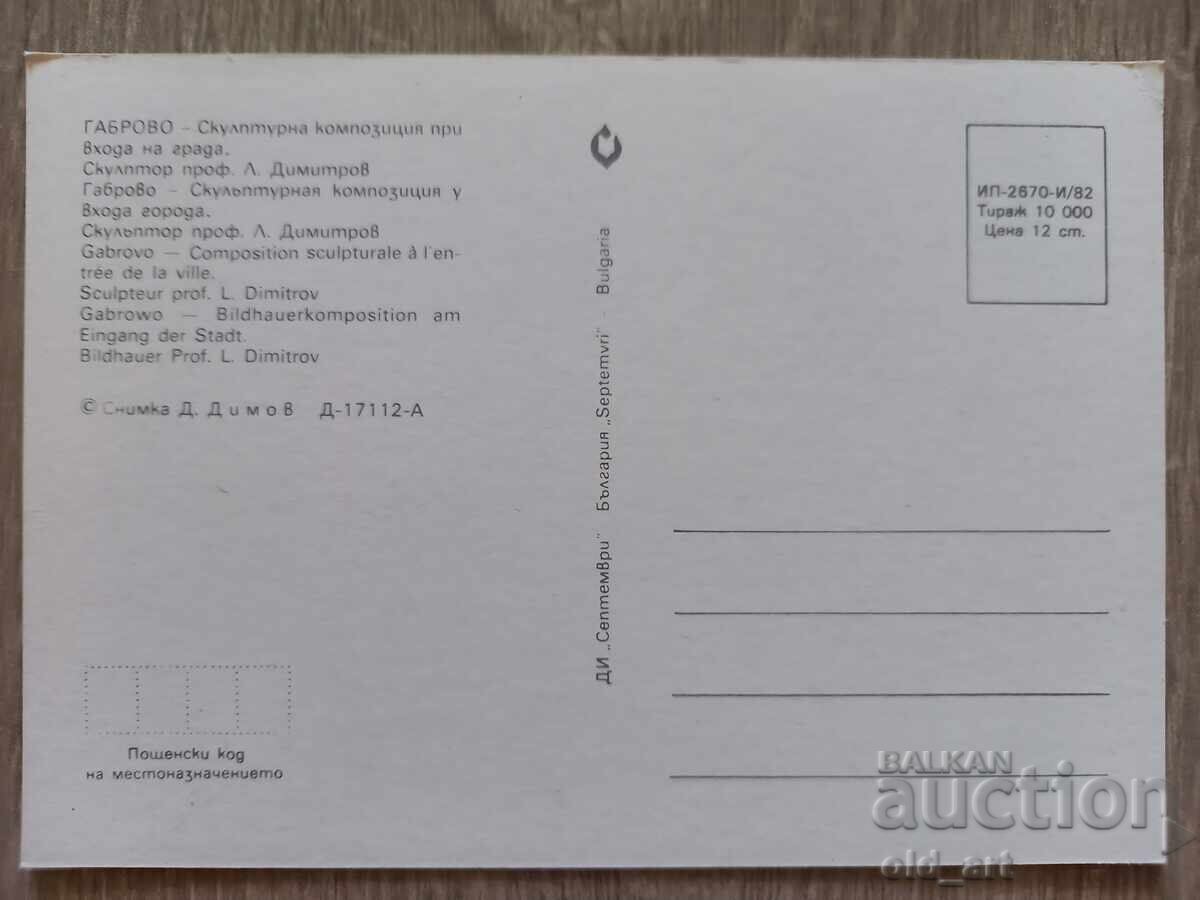 ГАБРОВО – Скулптурна композиция при
входа на града.
Скулптор проф. Л. Димитров
Габрово – Скульптурная композиция у
входа города.
Скульптор проф. Л. Димитров
Gabrovo – Composition sculpturale à l'en-
trée de la ville.
Sculpteur prof. L. Dimitrov
Gabrowo – Bildhauerkomposition am
Eingang der Stadt.
Bildhauer Prof. L. Dimitrov
© Снимка Д. Димов Д-17112-А
Пощенски код
на местоназначението
ДИ „Септември" България „Septemvri" - Bulgaria
ИП-2670-И/82
Тираж 10 000
Цена 12 ст.
BALKAN
auction
old_art